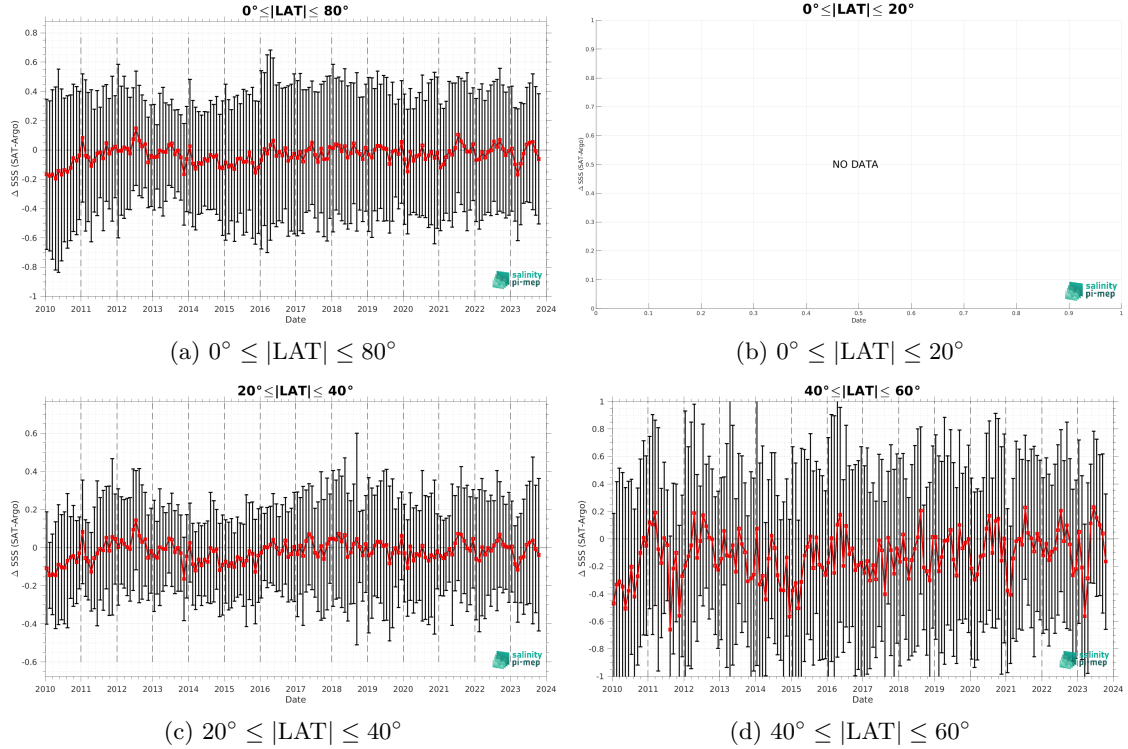 0°≤|LAT|≤ 80°
0.8
0.6
0.4
0.2
0
-0.2
-0.4
-0.6
-0.8
-1
Δ SSS (SAT-Argo)
2010 2011 2012 2013 2014 2015 2016 2017 2018 2019 2020 2021 2022 2023 2024
Date
salinity
pi-mep
(a) 0° ≤ |LAT| ≤ 80°
0°≤|LAT|≤ 20°
1
0.9
0.8
0.7
0.6
0.5
0.4
0.3
0.2
0.1
0
Δ SSS (SAT-Argo)
NO DATA
0 0.1 0.2 0.3 0.4 0.5 0.6 0.7 0.8 0.9 1
Date
salinity
pi-mep
(b) 0° ≤ |LAT| ≤ 20°
20°≤|LAT|≤ 40°
0.6
0.4
0.2
0
-0.2
-0.4
-0.6
Δ SSS (SAT-Argo)
2010 2011 2012 2013 2014 2015 2016 2017 2018 2019 2020 2021 2022 2023 2024
Date
salinity
pi-mep
(c) 20° ≤ |LAT| ≤ 40°
40°≤|LAT|≤ 60°
1
0.8
0.6
0.4
0.2
0
-0.2
-0.4
-0.6
-0.8
-1
Δ SSS (SAT-Argo)
2010 2011 2012 2013 2014 2015 2016 2017 2018 2019 2020 2021 2022 2023 2024
Date
salinity
pi-mep
(d) 40° ≤ |LAT| ≤ 60°